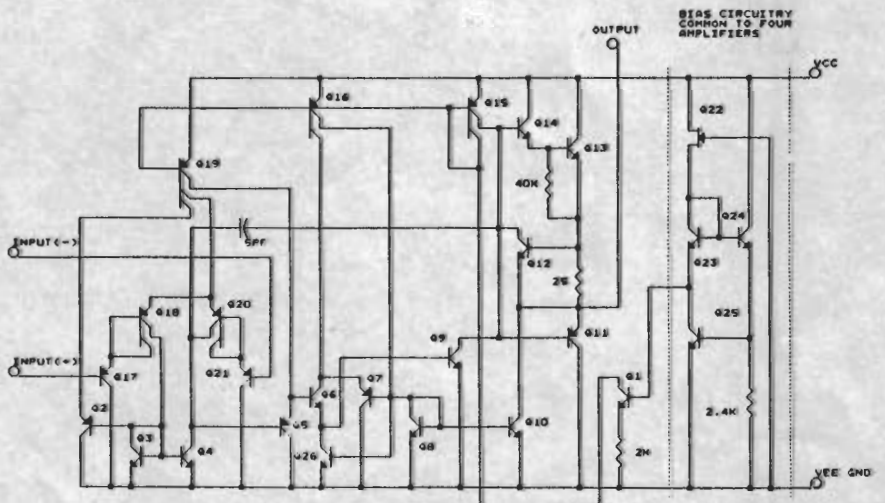 BIAS CIRCUITRY
COMMON TO FOUR
AMPLIFIERS
OUTPUT
VCC
Q16
Q15
Q14
Q13
Q22
Q19
40K
Q24
INPUT(-)
5PF
Q12
Q23
25
Q18
Q20
Q25
Q9
Q11
INPUT(+)
Q17
Q21
Q7
Q1
Q6
2.4K
Q2
Q3
Q4
Q5
Q26
Q8
Q10
2K
VEE GND